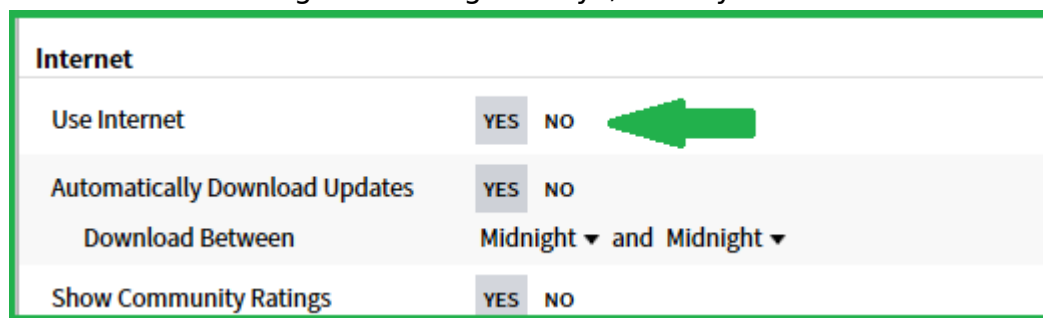 Internet
Use Internet YES NO
Automatically Download Updates YES NO
Download Between Midnight and Midnight
Show Community Ratings YES NO